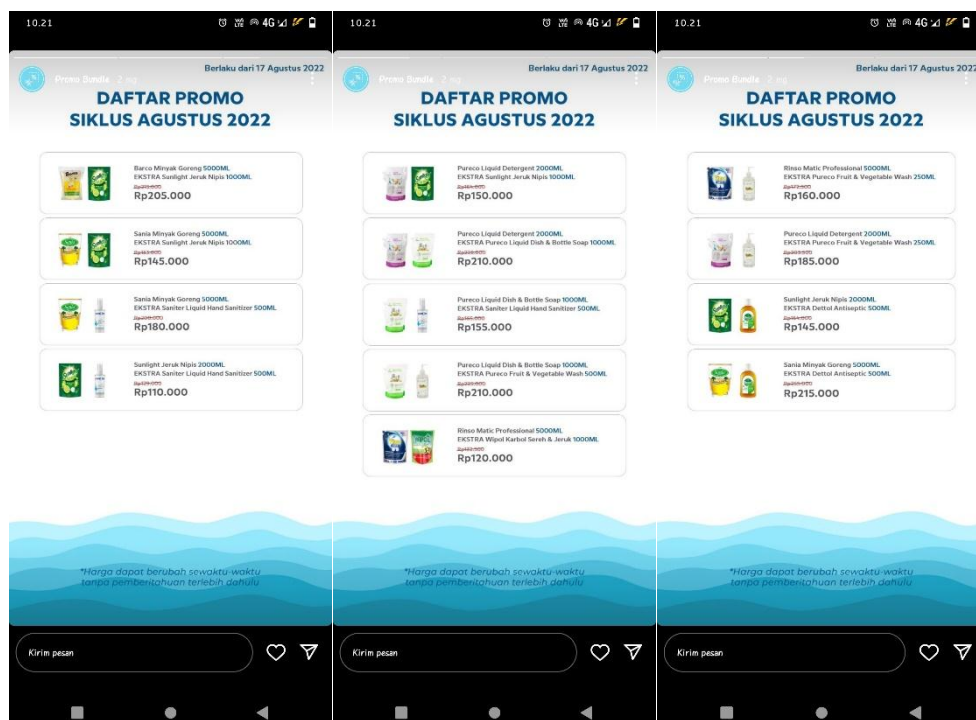 10.21
4G
Berlaku dari 17 Agustus 2022
Promo Bundle 2 mg
DAFTAR PROMO
SIKLUS AGUSTUS 2022
Barco Minyak Goreng 5000ML
EKSTRA Sunlight Jeruk Nipis 1000ML
Rp205.000
Sania Minyak Goreng 5000ML
EKSTRA Sunlight Jeruk Nipis 1000ML
Rp145.000
Sania Minyak Goreng 5000ML
EKSTRA Saniter Liquid Hand Sanitizer 500ML
Rp180.000
Sunlight Jeruk Nipis 2000ML
EKSTRA Saniter Liquid Hand Sanitizer 500ML
Rp110.000
*Harga dapat berubah sewaktu-waktu
tanpa pemberitahuan terlebih dahulu
Kirim pesan
10.21
4G
Berlaku dari 17 Agustus 2022
Promo Bundle 2 mg
DAFTAR PROMO
SIKLUS AGUSTUS 2022
Pureco Liquid Detergent 2000ML
EKSTRA Sunlight Jeruk Nipis 1000ML
Rp150.000
Pureco Liquid Detergent 2000ML
EKSTRA Pureco Liquid Dish & Bottle Soap 1000ML
Rp210.000
Pureco Liquid Dish & Bottle Soap 1000ML
EKSTRA Saniter Liquid Hand Sanitizer 500ML
Rp155.000
Pureco Liquid Dish & Bottle Soap 1000ML
EKSTRA Pureco Fruit & Vegetable Wash 500ML
Rp210.000
Rinso Matic Professional 5000ML
EKSTRA Wipol Karbol Sereh & Jeruk 1000ML
Rp120.000
*Harga dapat berubah sewaktu-waktu
tanpa pemberitahuan terlebih dahulu
Kirim pesan
10.21
4G
Berlaku dari 17 Agustus 2022
Promo Bundle 2 mg
DAFTAR PROMO
SIKLUS AGUSTUS 2022
Rinso Matic Professional 5000ML
EKSTRA Pureco Fruit & Vegetable Wash 250ML
Rp160.000
Pureco Liquid Detergent 2000ML
EKSTRA Pureco Fruit & Vegetable Wash 250ML
Rp185.000
Sunlight Jeruk Nipis 2000ML
EKSTRA Dettol Antiseptic 500ML
Rp145.000
Sania Minyak Goreng 5000ML
EKSTRA Dettol Antiseptic 500ML
Rp215.000
*Harga dapat berubah sewaktu-waktu
tanpa pemberitahuan terlebih dahulu
Kirim pesan